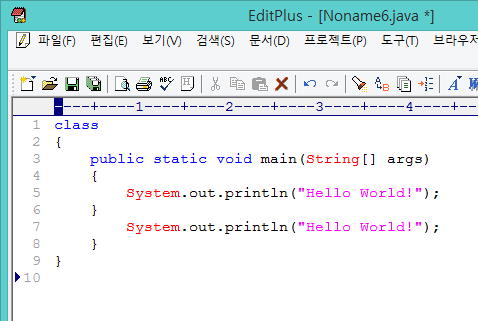 EditPlus - [Noname6.java *]
파일(F) 편집(E) 보기(V) 검색(S) 문서(D) 프로젝트(P) 도구(T) 브라우저
----+----1----+----2----+----3----+----4----+--
1 class
2 {
3     public static void main(String[] args)
4     {
5         System.out.println("Hello World!");
6     }
7         System.out.println("Hello World!");
8     }
9 }
10